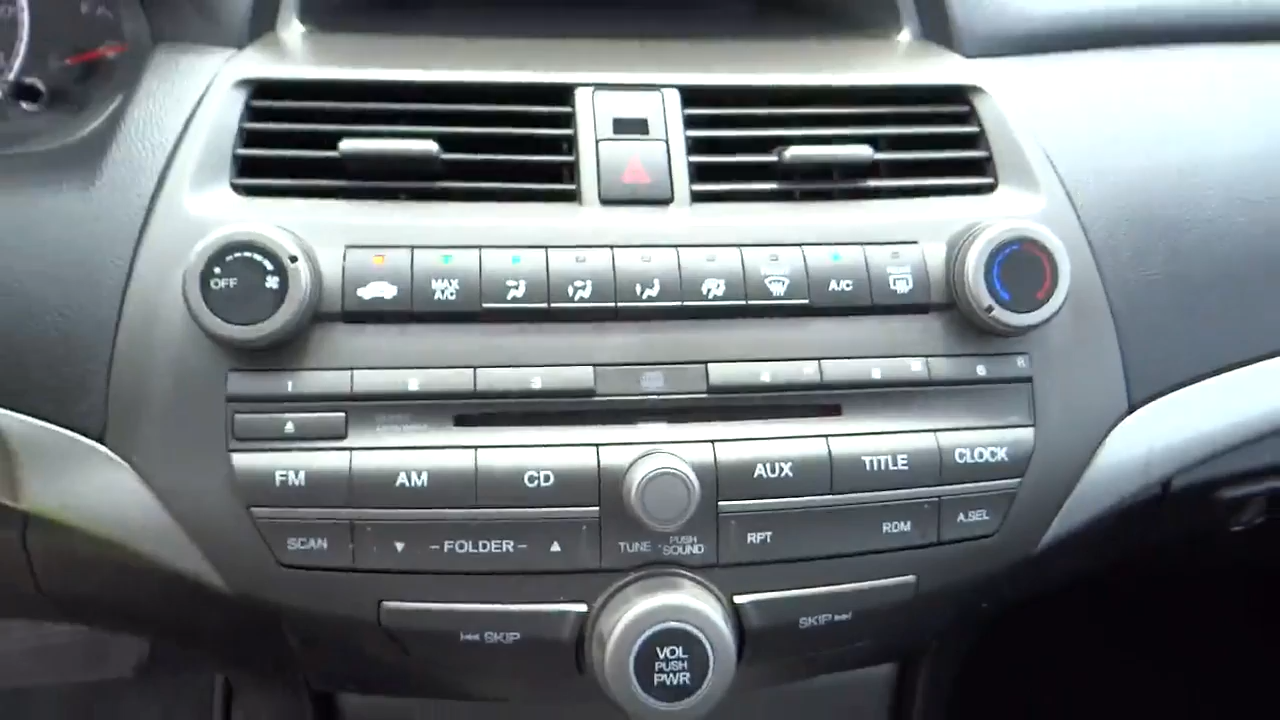 OFF
MAX
A/C
A/C
1 2 3 4 5 6 R
FM AM CD AUX TITLE CLOCK
SCAN ▼ –FOLDER– ▲ TUNE PUSH SOUND RPT RDM A.SEL
SKIP SKIP
VOL
PUSH
PWR